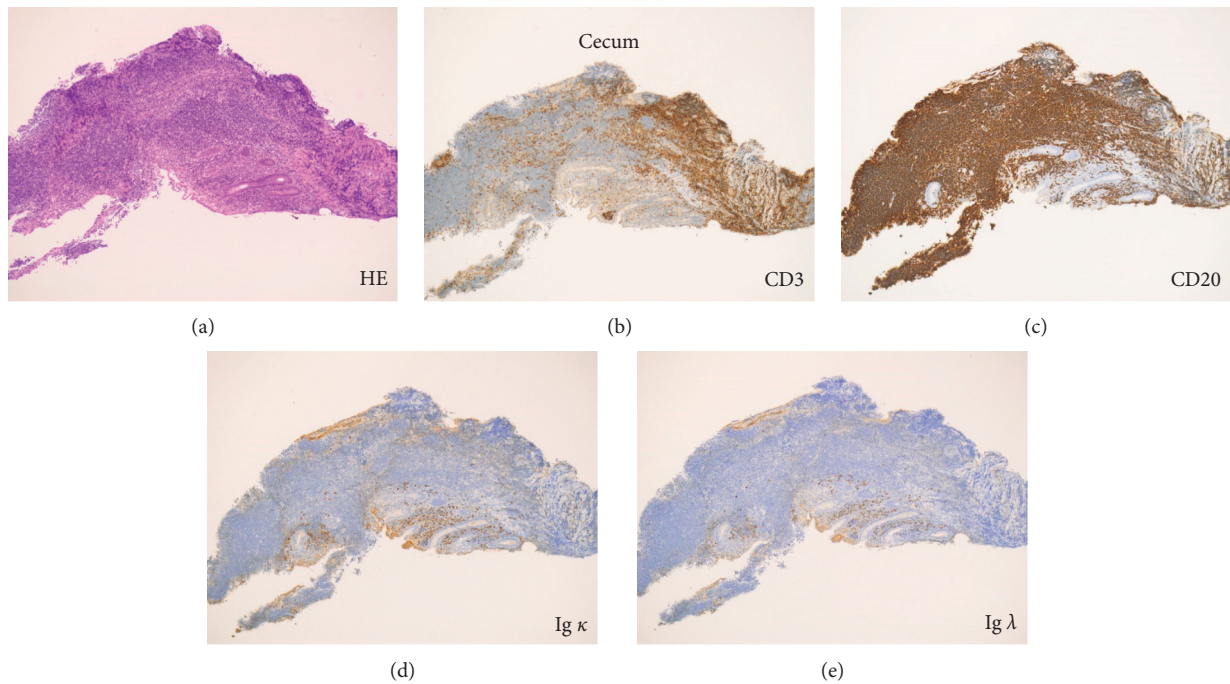 Cecum
HE
CD3
CD20
(a)
(b)
(c)
Ig κ
Ig λ
(d)
(e)